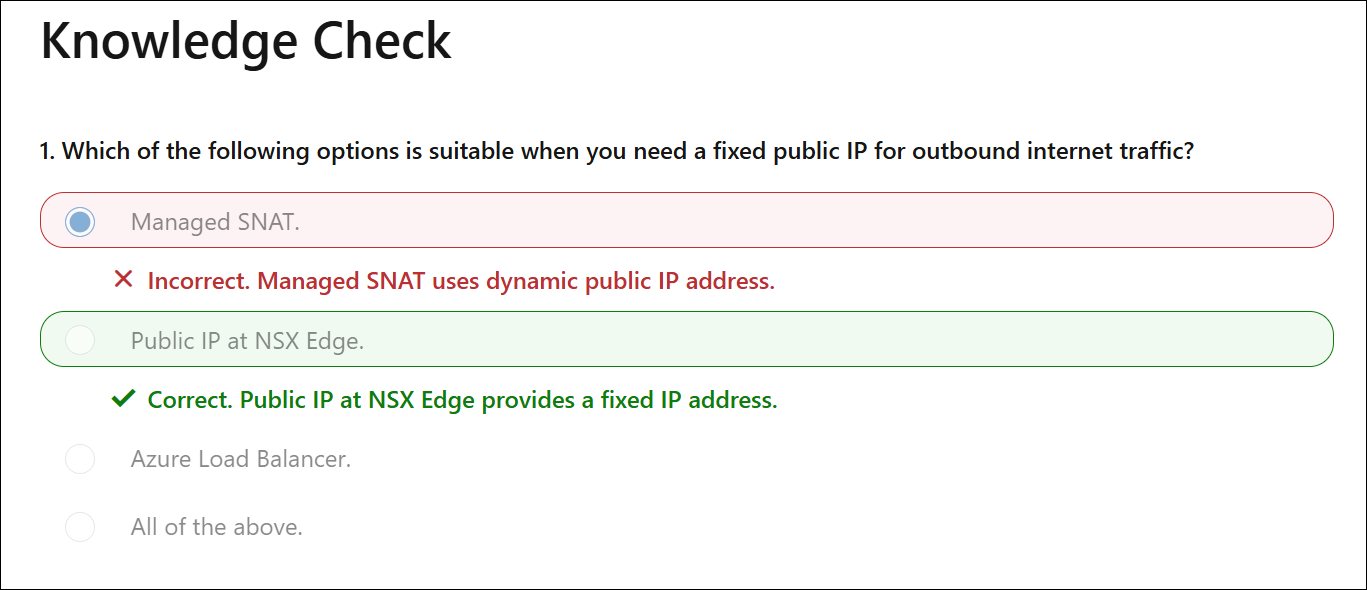 Knowledge Check
1. Which of the following options is suitable when you need a fixed public IP for outbound internet traffic?
Managed SNAT.
Incorrect. Managed SNAT uses dynamic public IP address.
Public IP at NSX Edge.
Correct. Public IP at NSX Edge provides a fixed IP address.
Azure Load Balancer.
All of the above.